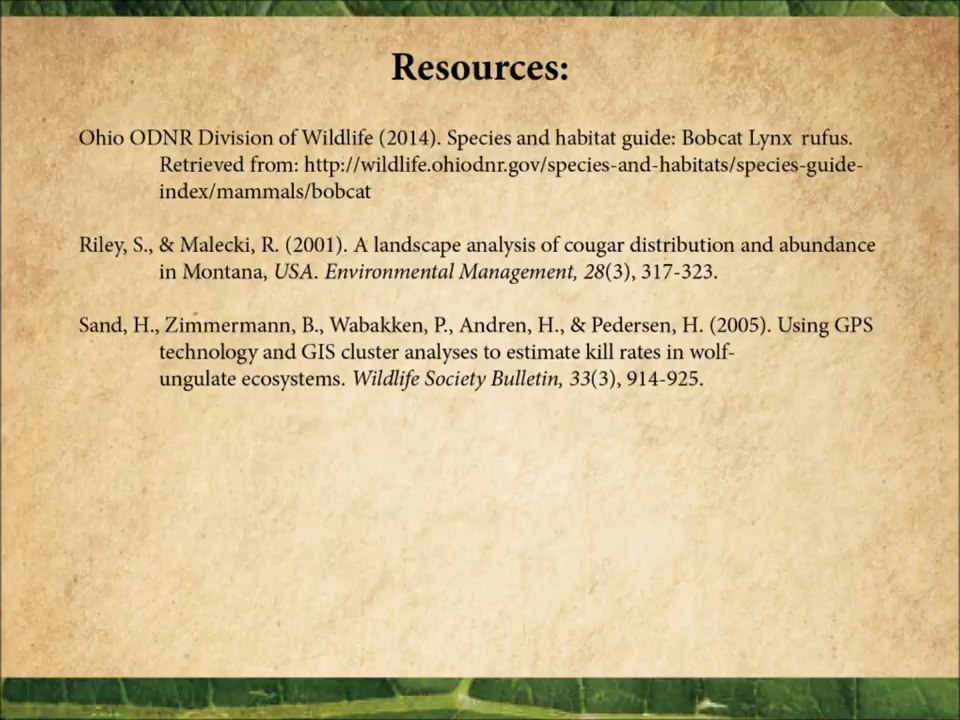 Resources:
Ohio ODNR Division of Wildlife (2014). Species and habitat guide: Bobcat Lynx rufus.
Retrieved from: http://wildlife.ohiodnr.gov/species-and-habitats/species-guide-
index/mammals/bobcat
Riley, S., & Malecki, R. (2001). A landscape analysis of cougar distribution and abundance
in Montana, USA. Environmental Management, 28(3), 317-323.
Sand, H., Zimmermann, B., Wabakken, P., Andren, H., & Pedersen, H. (2005). Using GPS
technology and GIS cluster analyses to estimate kill rates in wolf-
ungulate ecosystems. Wildlife Society Bulletin, 33(3), 914-925.